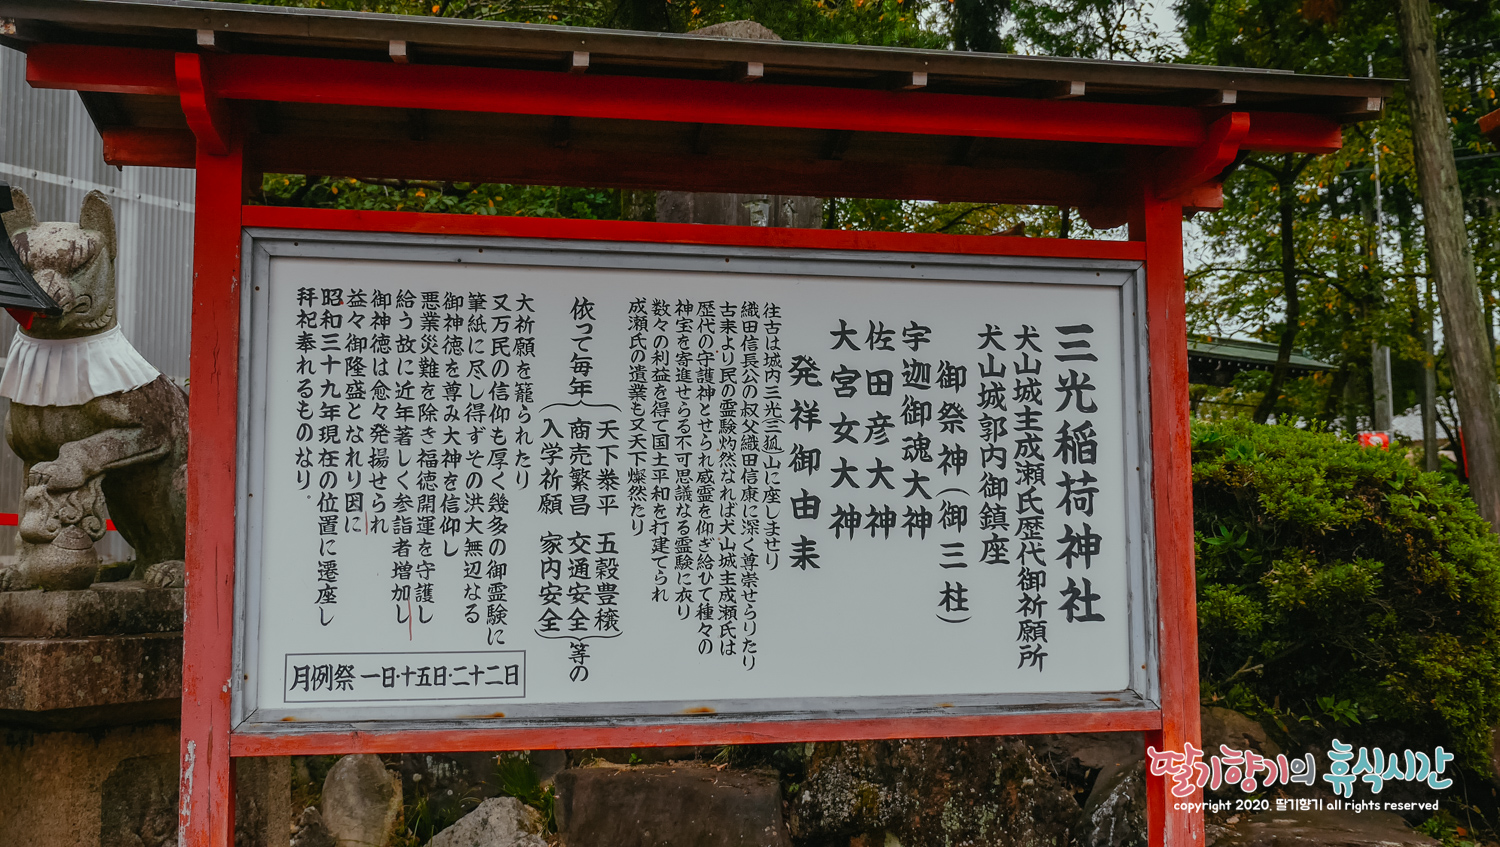 三光稲荷神社
犬山城主成瀬氏歴代御祈願所
犬山城郭内御鎮座
御祭神(御三柱)
宇迦御魂大神
佐田彦大神
大宮女大神
発祥御由来
往古は城内三光(三狐)山に座しませり
織田信長公の叔父織田信康に深く尊崇せらりたり
古来より民の霊験灼然なれば犬山城主成瀬氏は
歴代の守護神とせられ威霊を仰ぎ給ひて種々の
神宝を寄進せらる不可思議なる霊験に衣り
数々の利益を得て国土平和を打建てられ
成瀬氏の遺業も又天下燦然たり
依って毎年
天下泰平 五穀豊穣
商売繁昌 交通安全
入学祈願 家内安全
等の
大祈願を籠られたり
又万民の信仰も厚く幾多の御霊験に
筆紙に尽し得ずその洪大無辺なる
御神徳を尊み大神を信仰し
悪業災難を除き福徳開運を守護し
給う故に近年著しく参詣者増加し
御神徳は愈々発揚せられ
益々御隆盛となれり因に
昭和三十九年現在の位置に遷座し
拝祀奉れるものなり。
月例祭 一日・十五日・二十二日
딸기향기의 휴식시간
copyright 2020. 딸기향기 all rights reserved